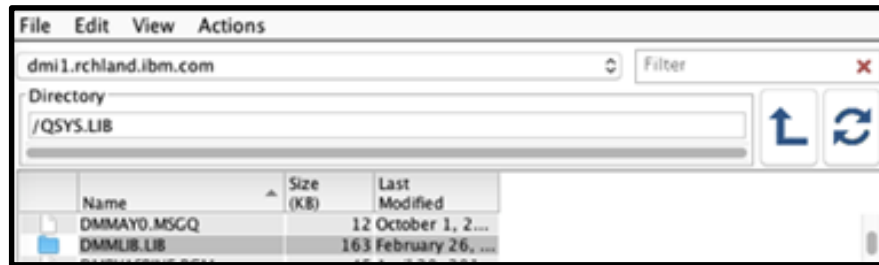 File Edit View Actions
dmi1.rchland.ibm.com Filter
Directory
/QSYS.LIB
Name Size (KB) Last Modified
DMMAY0.MSGQ 12 October 1, 2...
DMMLIB.LIB 163 February 26, ...